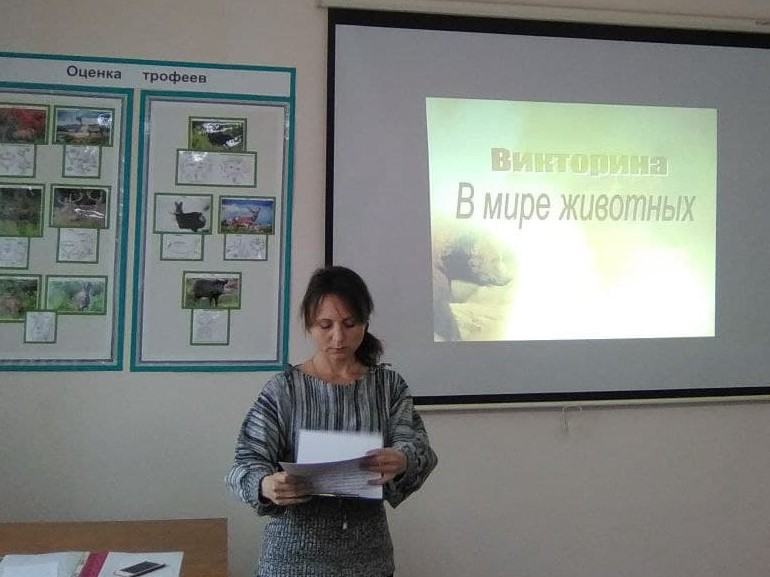 Оценка трофеев
Викторина
В мире животных